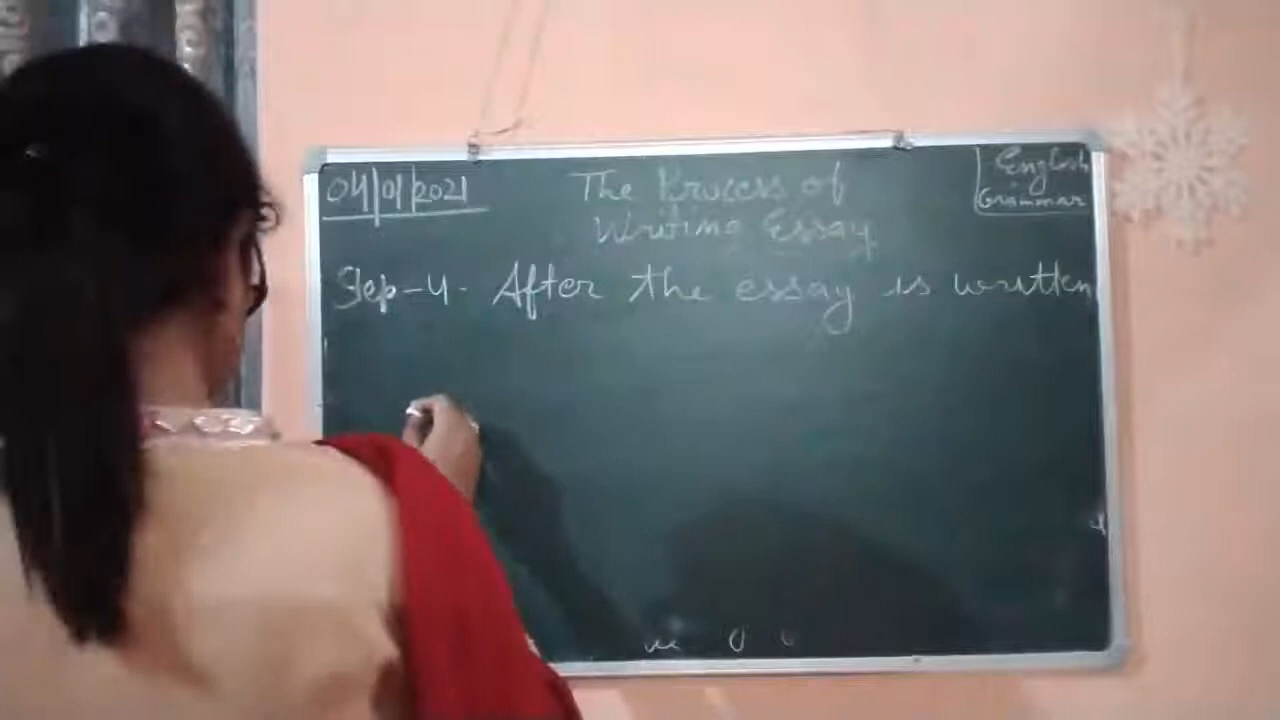 04/01/2021
The Process of
Writing Essay
English
Grammar
Step-4. After the essay is written